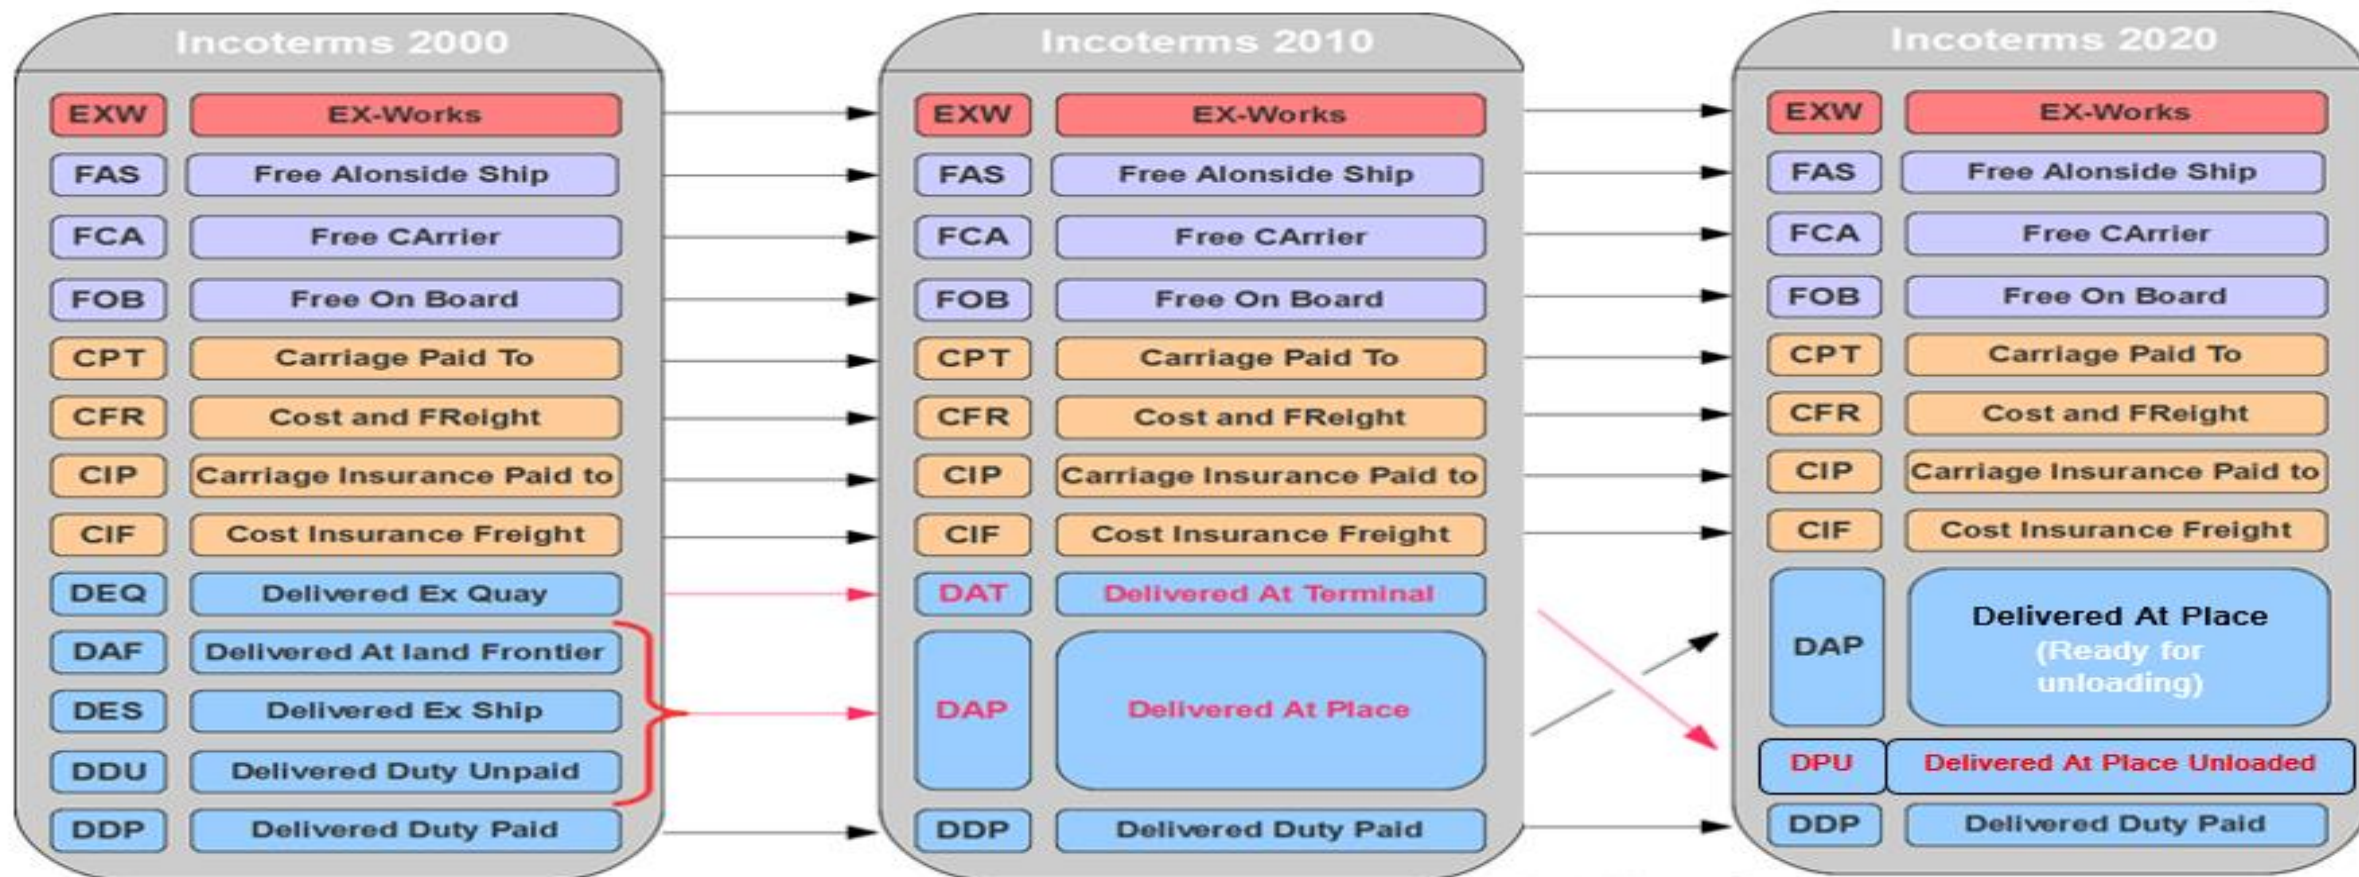 Incoterms 2000
EXW EX-Works
FAS Free Alonside Ship
FCA Free CArrier
FOB Free On Board
CPT Carriage Paid To
CFR Cost and FReight
CIP Carriage Insurance Paid to
CIF Cost Insurance Freight
DEQ Delivered Ex Quay
DAF Delivered At land Frontier
DES Delivered Ex Ship
DDU Delivered Duty Unpaid
DDP Delivered Duty Paid
Incoterms 2010
EXW EX-Works
FAS Free Alonside Ship
FCA Free CArrier
FOB Free On Board
CPT Carriage Paid To
CFR Cost and FReight
CIP Carriage Insurance Paid to
CIF Cost Insurance Freight
DAT Delivered At Terminal
DAP Delivered At Place
DDP Delivered Duty Paid
Incoterms 2020
EXW EX-Works
FAS Free Alonside Ship
FCA Free CArrier
FOB Free On Board
CPT Carriage Paid To
CFR Cost and FReight
CIP Carriage Insurance Paid to
CIF Cost Insurance Freight
DAP Delivered At Place
(Ready for
unloading)
DPU Delivered At Place Unloaded
DDP Delivered Duty Paid